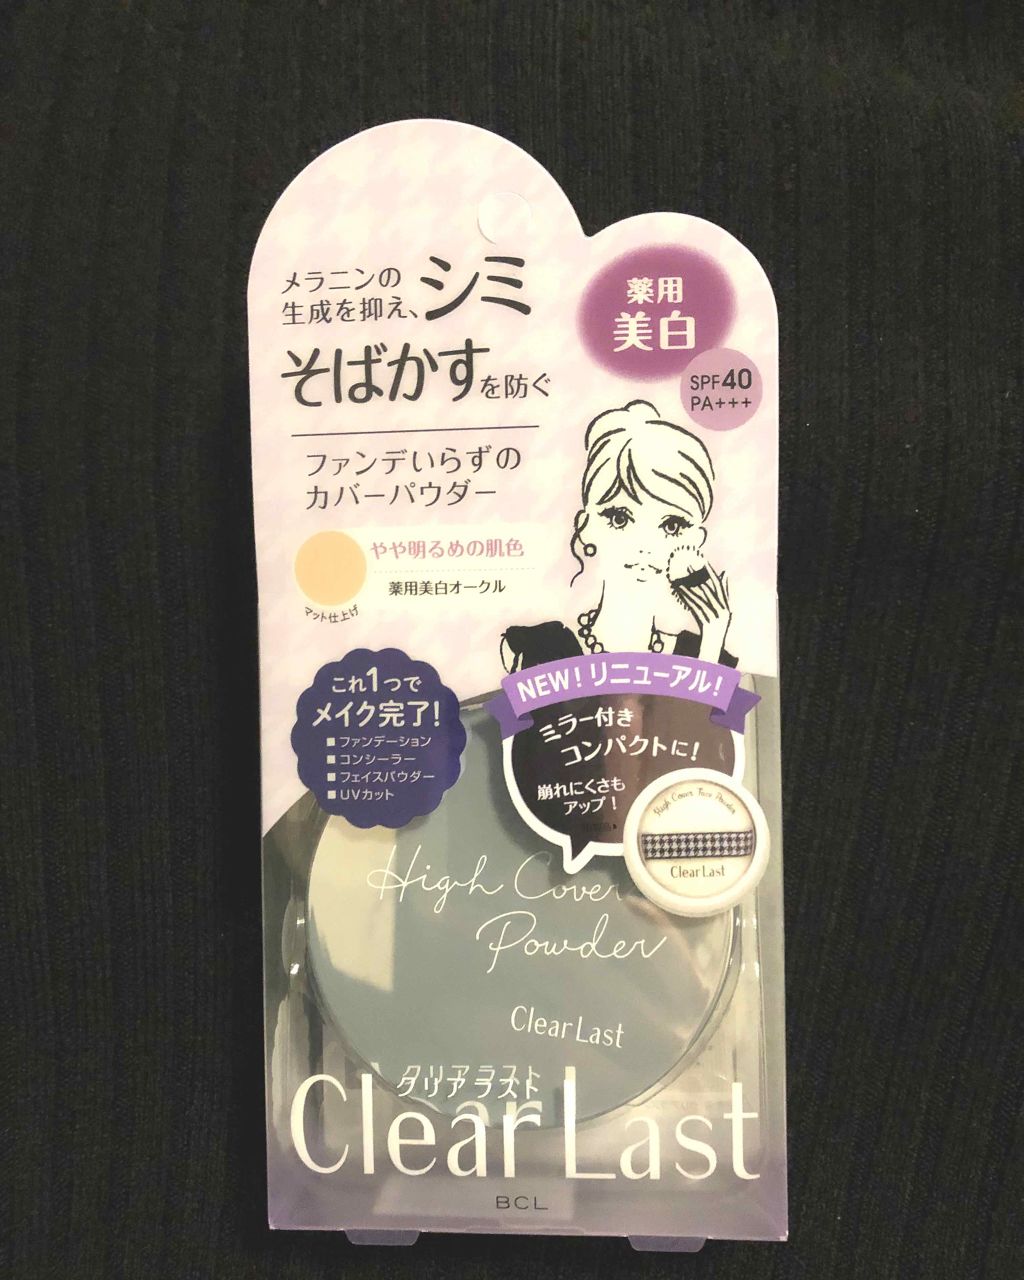 メラニンの
生成を抑え、シミ
そばかすを防ぐ
薬用
美白
SPF40
PA+++
ファンデいらずの
カバーパウダー
やや明るめの肌色
薬用美白オークル
マット仕上げ
これ1つで
メイク完了!
■ファンデーション
■コンシーラー
■フェイスパウダー
■UVカット
NEW!リニューアル!
ミラー付き
コンパクトに!
崩れにくさも
アップ!
High Cover Face Powder
Clear Last
High Cover
Powder
Clear Last
クリアラスト
Clear Last
BCL